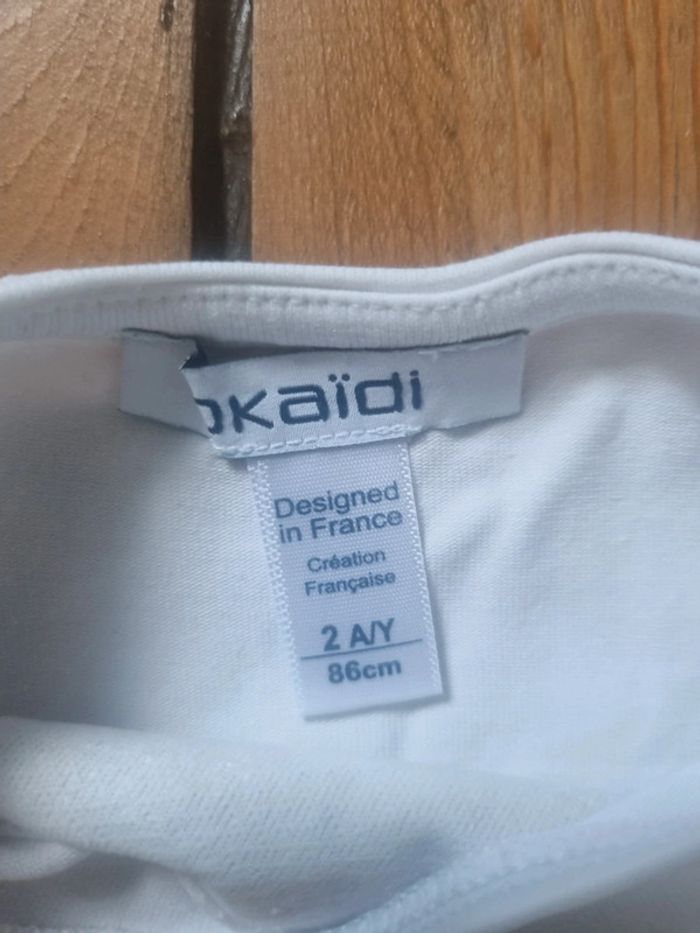 okaïdi
Designed
in France
Création
Française
2 A/Y
86cm